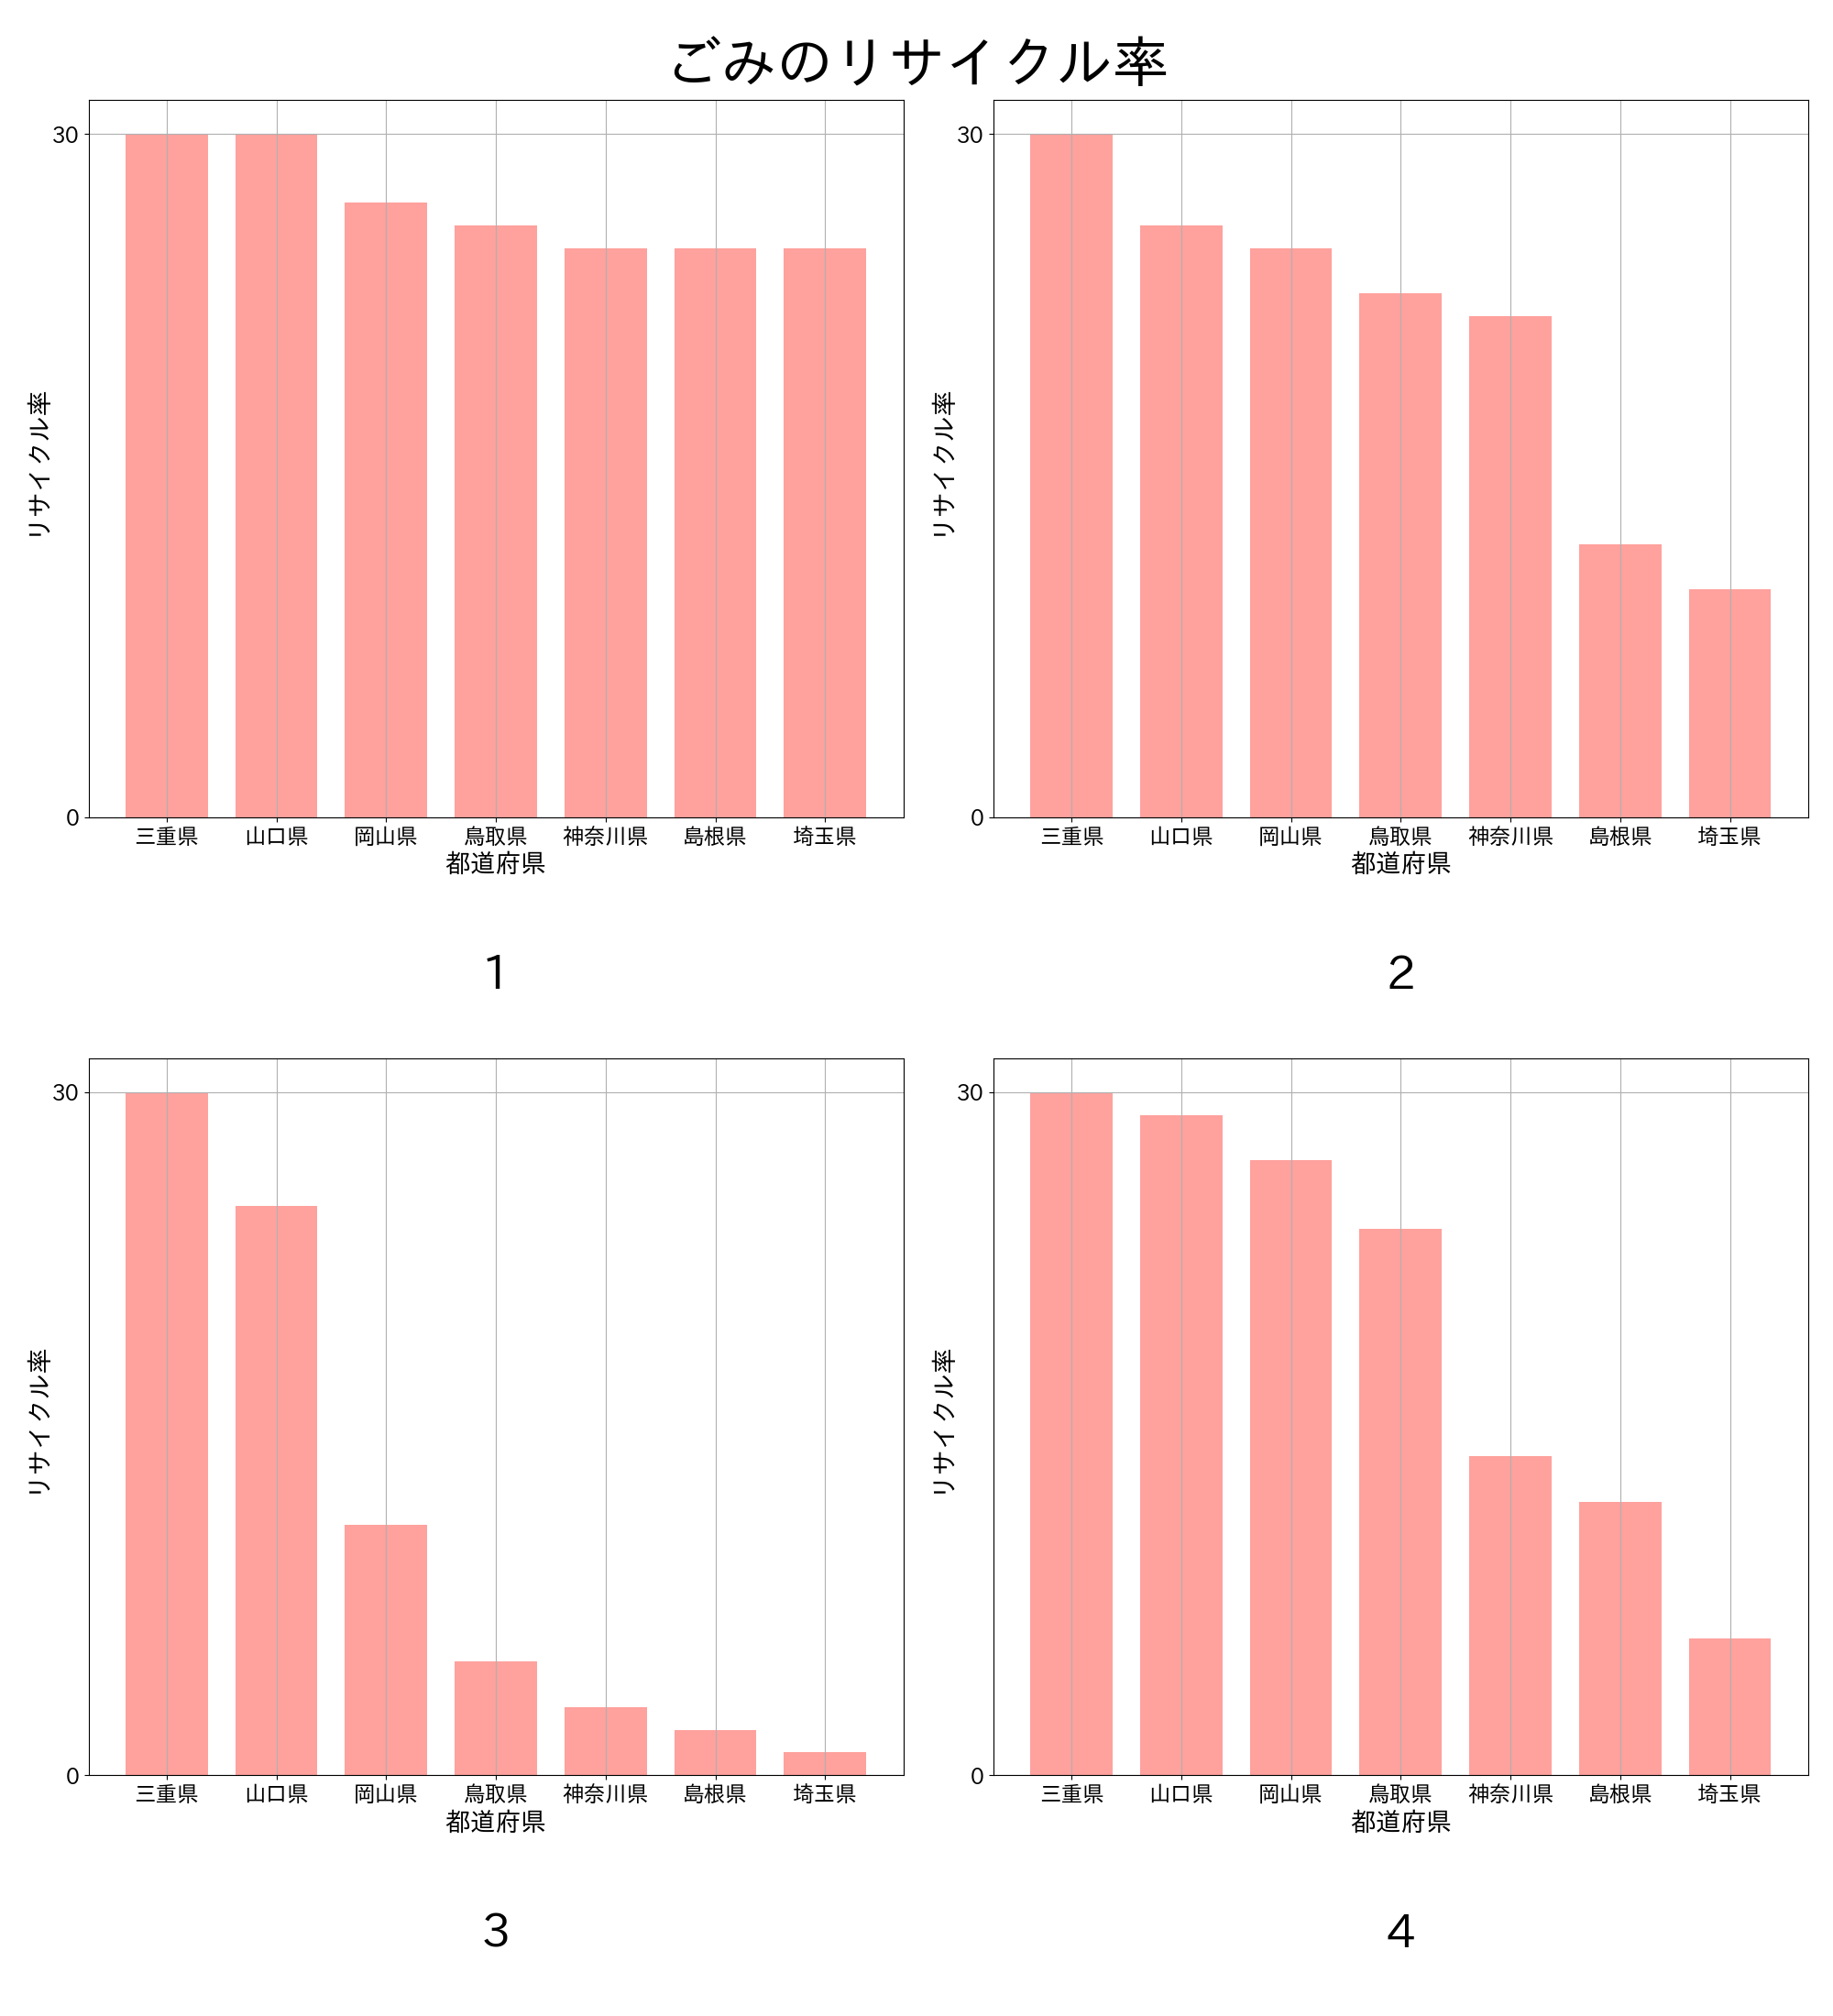 ごみのリサイクル率
30
0
リサイクル率
三重県 山口県 岡山県 鳥取県 神奈川県 島根県 埼玉県
都道府県
1
30
0
リサイクル率
三重県 山口県 岡山県 鳥取県 神奈川県 島根県 埼玉県
都道府県
2
30
0
リサイクル率
三重県 山口県 岡山県 鳥取県 神奈川県 島根県 埼玉県
都道府県
3
30
0
リサイクル率
三重県 山口県 岡山県 鳥取県 神奈川県 島根県 埼玉県
都道府県
4